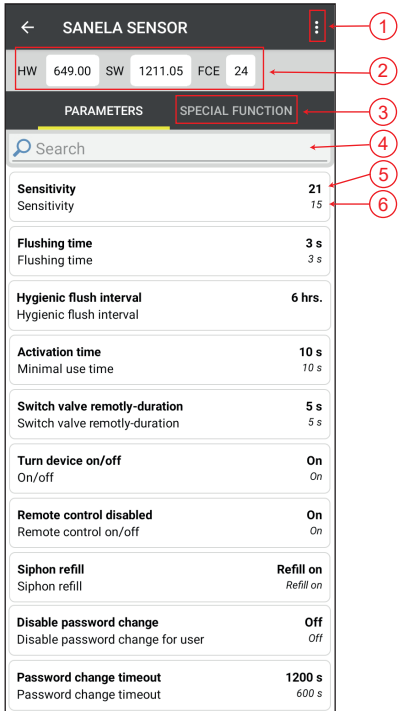 SANELA SENSOR
1
HW 649.00 SW 1211.05 FCE 24
2
PARAMETERS SPECIAL FUNCTION
3
Search
4
Sensitivity 21
5
Sensitivity 15
6
Flushing time 3 s
Flushing time 3 s
Hygienic flush interval 6 hrs.
Hygienic flush interval
Activation time 10 s
Minimal use time 10 s
Switch valve remotly-duration 5 s
Switch valve remotly-duration 5 s
Turn device on/off On
On/off On
Remote control disabled On
Remote control on/off On
Siphon refill Refill on
Siphon refill Refill on
Disable password change Off
Disable password change for user Off
Password change timeout 1200 s
Password change timeout 600 s